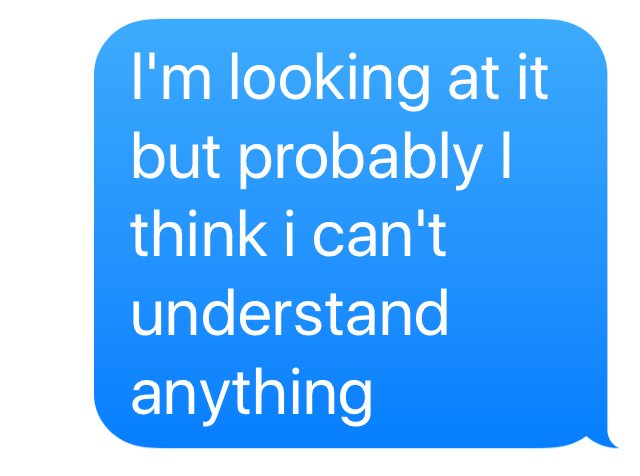 I'm looking at it
but probably I
think i can't
understand
anything